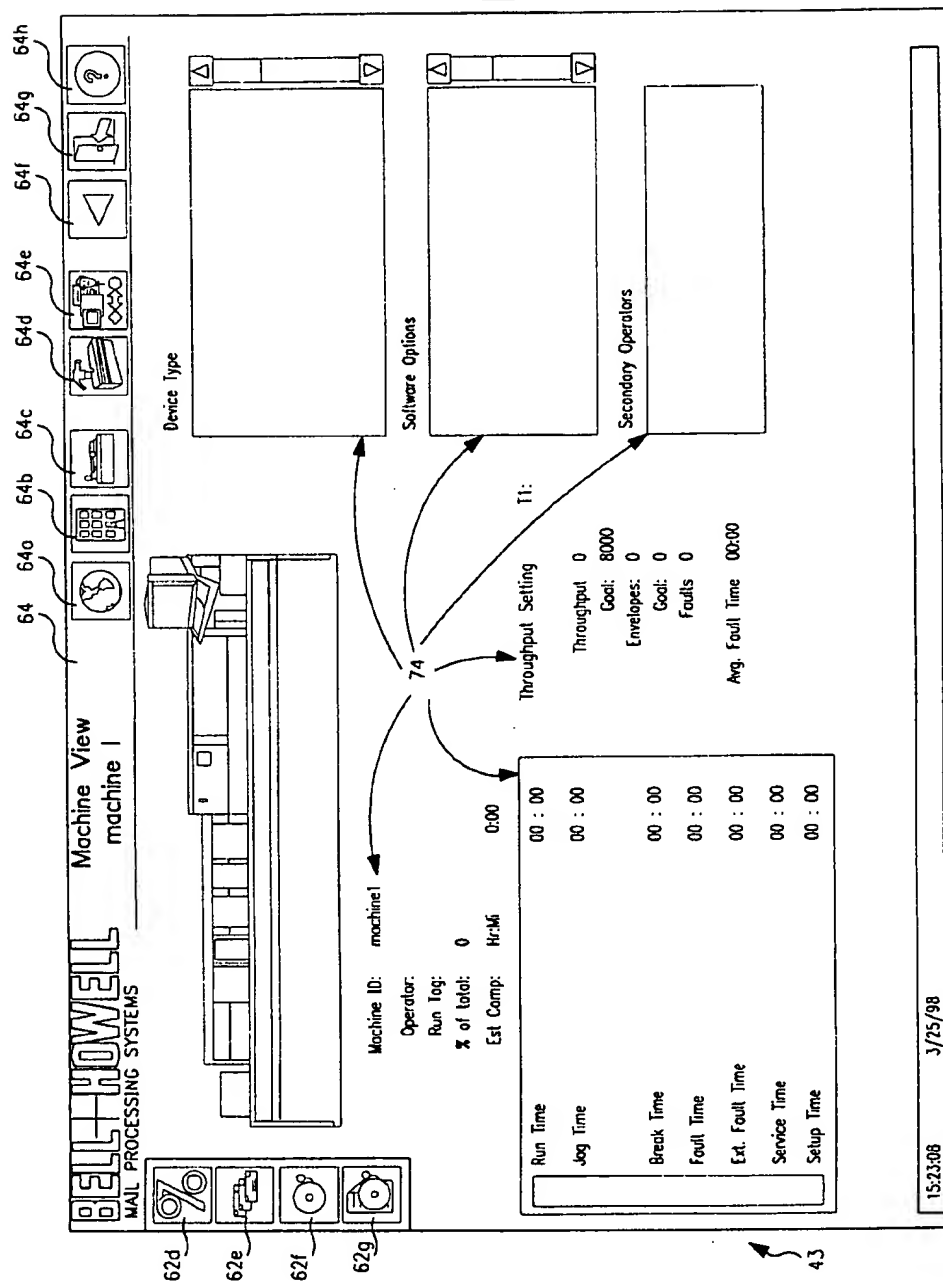 64
64a
64b
64c
64d
64e
64f
64g
64h
BELL+HOWELL
MAIL PROCESSING SYSTEMS
Machine View
machine 1
62d
62e
62f
62g
Machine ID: machine1
Operator:
Run Tag:
% of total: 0
Est Comp: Hr:Mi 0:00
74
Device Type
Software Options
Secondary Operators
Throughput Setting T1:
Throughput 0
Goal: 8000
Envelopes: 0
Goal: 0
Faults 0
Avg. Fault Time 00:00
Run Time 00 : 00
Jog Time 00 : 00
Break Time 00 : 00
Fault Time 00 : 00
Ext. Fault Time 00 : 00
Service Time 00 : 00
Setup Time 00 : 00
43
15:23:08 3/25/98